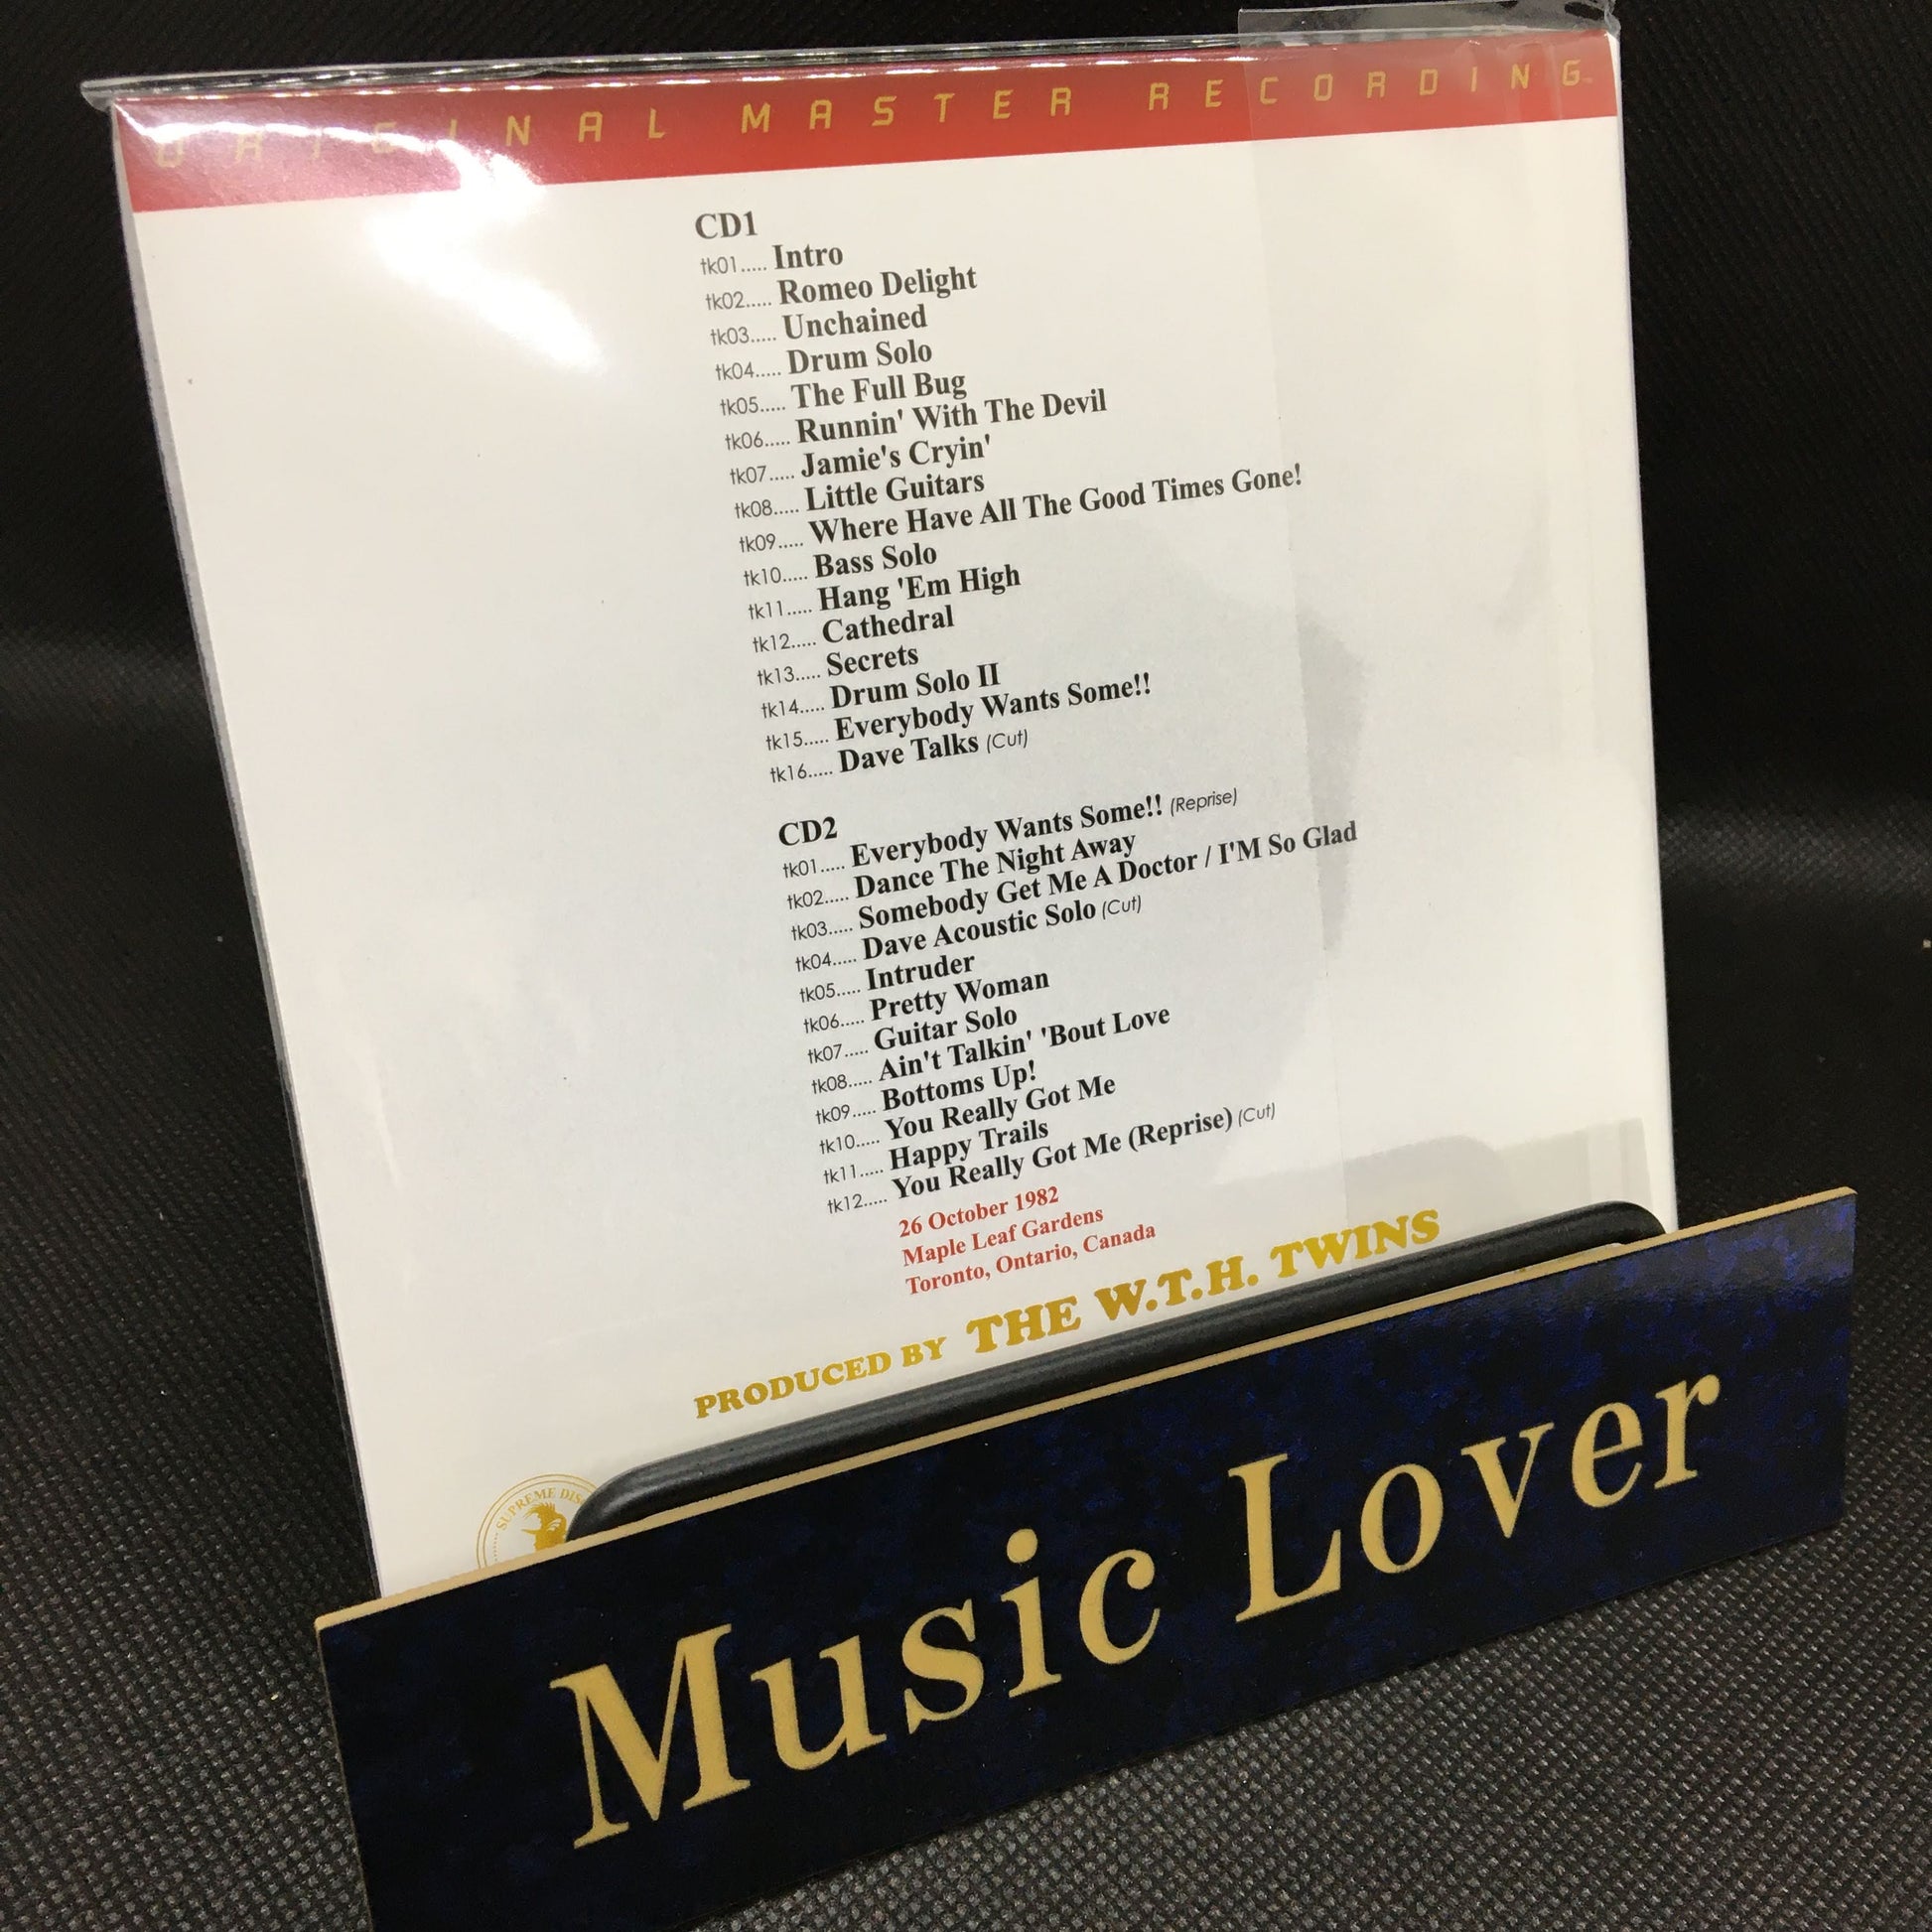 ORIGINAL MASTER RECORDING
CD1
tk01..... Intro
tk02..... Romeo Delight
tk03..... Unchained
tk04..... Drum Solo
tk05..... The Full Bug
tk06..... Runnin' With The Devil
tk07..... Jamie's Cryin'
tk08..... Little Guitars
tk09..... Where Have All The Good Times Gone!
tk10..... Bass Solo
tk11..... Hang 'Em High
tk12..... Cathedral
tk13..... Secrets
tk14..... Drum Solo II
tk15..... Everybody Wants Some!!
tk16..... Dave Talks (Cut)
CD2
tk01..... Everybody Wants Some!! (Reprise)
tk02..... Dance The Night Away
tk03..... Somebody Get Me A Doctor / I'M So Glad
tk04..... Dave Acoustic Solo (Cut)
tk05..... Intruder
tk06..... Pretty Woman
tk07..... Guitar Solo
tk08..... Ain't Talkin' 'Bout Love
tk09..... Bottoms Up!
tk10..... You Really Got Me
tk11..... Happy Trails
tk12..... You Really Got Me (Reprise) (Cut)
26 October 1982
Maple Leaf Gardens
Toronto, Ontario, Canada
PRODUCED BY THE W.T.H. TWINS
SUPREME
Music Lover